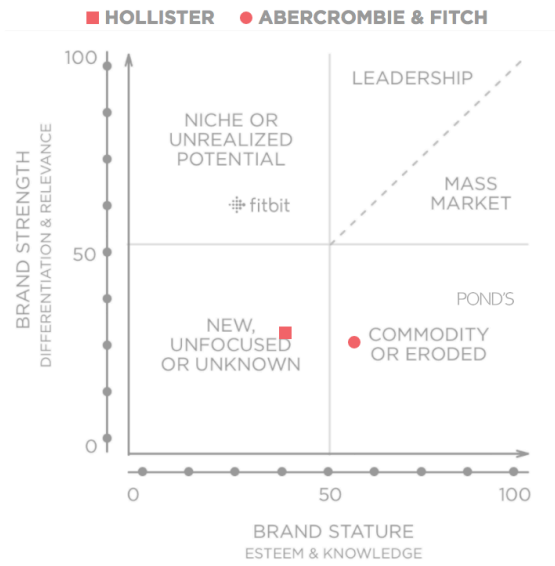 HOLLISTER ABERCROMBIE & FITCH
100
LEADERSHIP
NICHE OR
UNREALIZED
POTENTIAL
MASS
MARKET
fitbit
BRAND STRENGTH
DIFFERENTIATION & RELEVANCE
50
POND'S
NEW,
UNFOCUSED
OR UNKNOWN
COMMODITY
OR ERODED
0
0 50 100
BRAND STATURE
ESTEEM & KNOWLEDGE